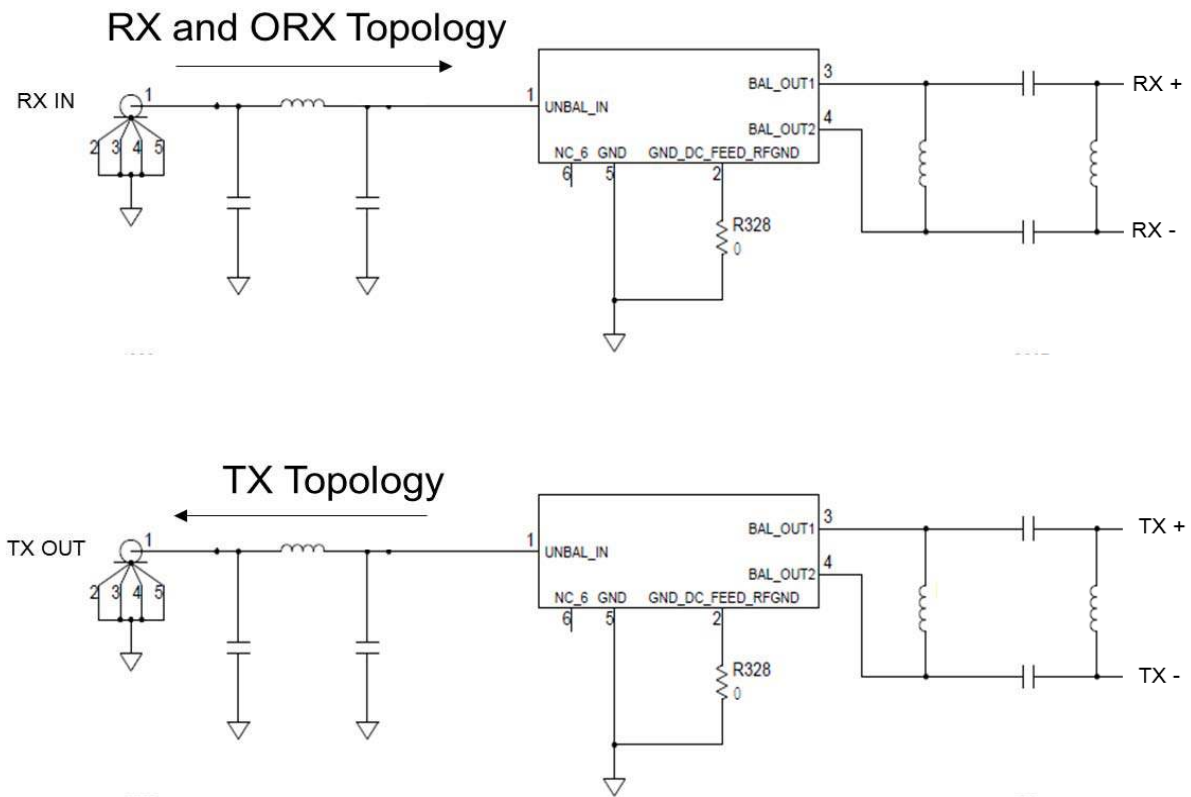 RX and ORX Topology
RX IN
1
2 3 4 5
1
UNBAL_IN
BAL_OUT1
3
BAL_OUT2
4
NC_6 GND GND_DC_FEED_RFGND
6 5 2
R328
0
RX +
RX -
TX Topology
TX OUT
1
2 3 4 5
1
UNBAL_IN
BAL_OUT1
3
BAL_OUT2
4
NC_6 GND GND_DC_FEED_RFGND
6 5 2
R328
0
TX +
TX -